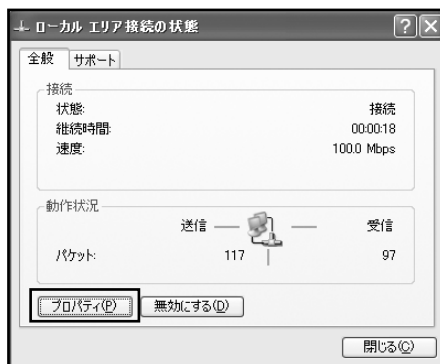 ローカル エリア接続の状態
全般 サポート
接続
状態: 接続
継続時間: 00:00:18
速度: 100.0 Mbps
動作状況
送信 受信
パケット: 117 97
プロパティ(P) 無効にする(D)
閉じる(C)